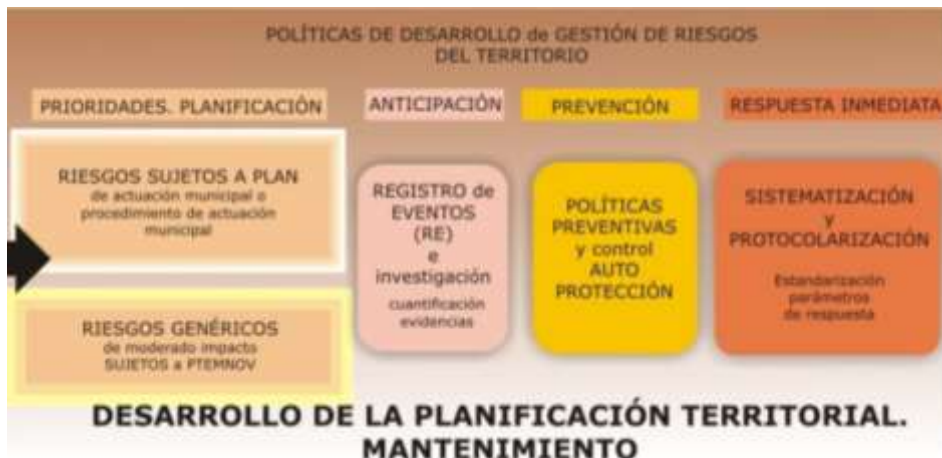 POLÍTICAS DE DESARROLLO de GESTIÓN DE RIESGOS
DEL TERRITORIO
PRIORIDADES. PLANIFICACIÓN
ANTICIPACIÓN
PREVENCIÓN
RESPUESTA INMEDIATA
RIESGOS SUJETOS A PLAN
de actuación municipal o
procedimiento de actuación
municipal
RIESGOS GENÉRICOS
de moderado impacto
SUJETOS a PTEMNOV
REGISTRO de
EVENTOS
(RE)
e
investigación
cuantificación
evidencias
POLÍTICAS
PREVENTIVAS
y control
AUTO
PROTECCIÓN
SISTEMATIZACIÓN
y
PROTOCOLARIZACIÓN
Estandarización
parámetros
de respuesta
DESARROLLO DE LA PLANIFICACIÓN TERRITORIAL.
MANTENIMIENTO